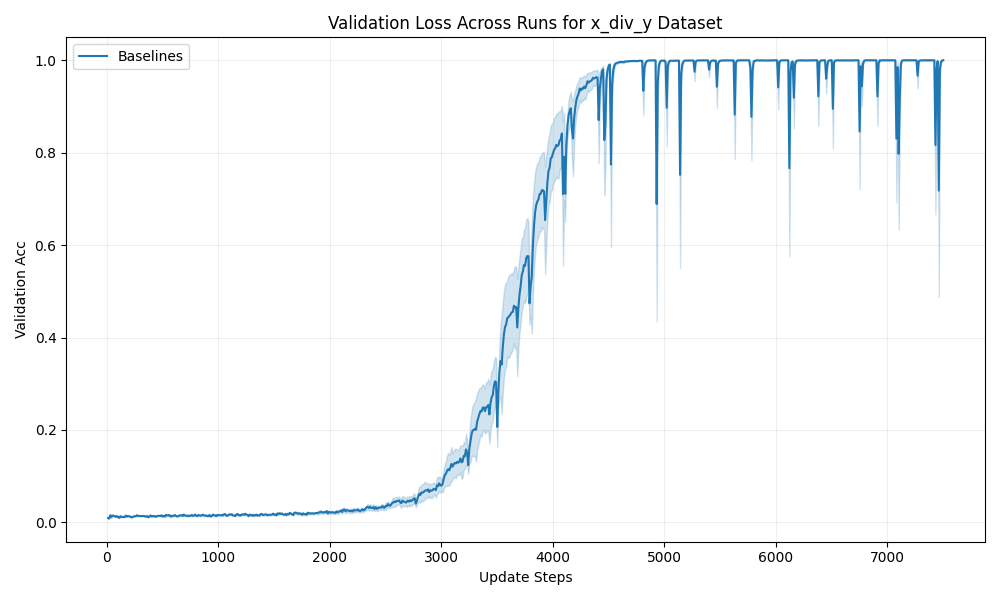 Validation Loss Across Runs for x_div_y Dataset
Baselines
Validation Acc
1.0
0.8
0.6
0.4
0.2
0.0
0 1000 2000 3000 4000 5000 6000 7000
Update Steps